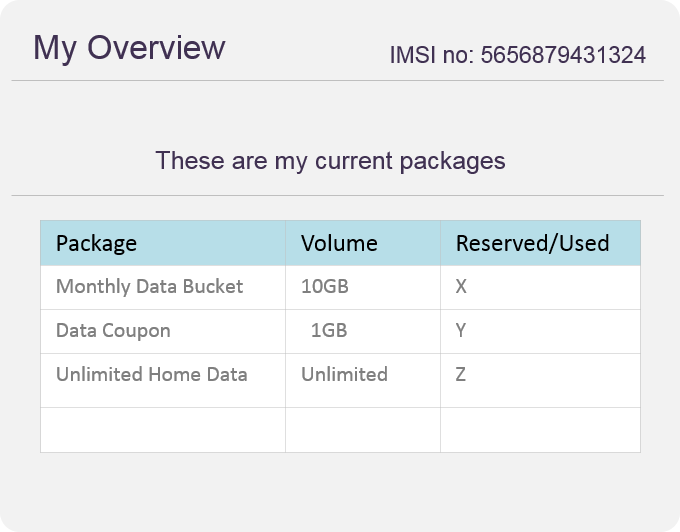 My Overview
IMSI no: 5656879431324
These are my current packages
Package Volume Reserved/Used
Monthly Data Bucket 10GB X
Data Coupon 1GB Y
Unlimited Home Data Unlimited Z